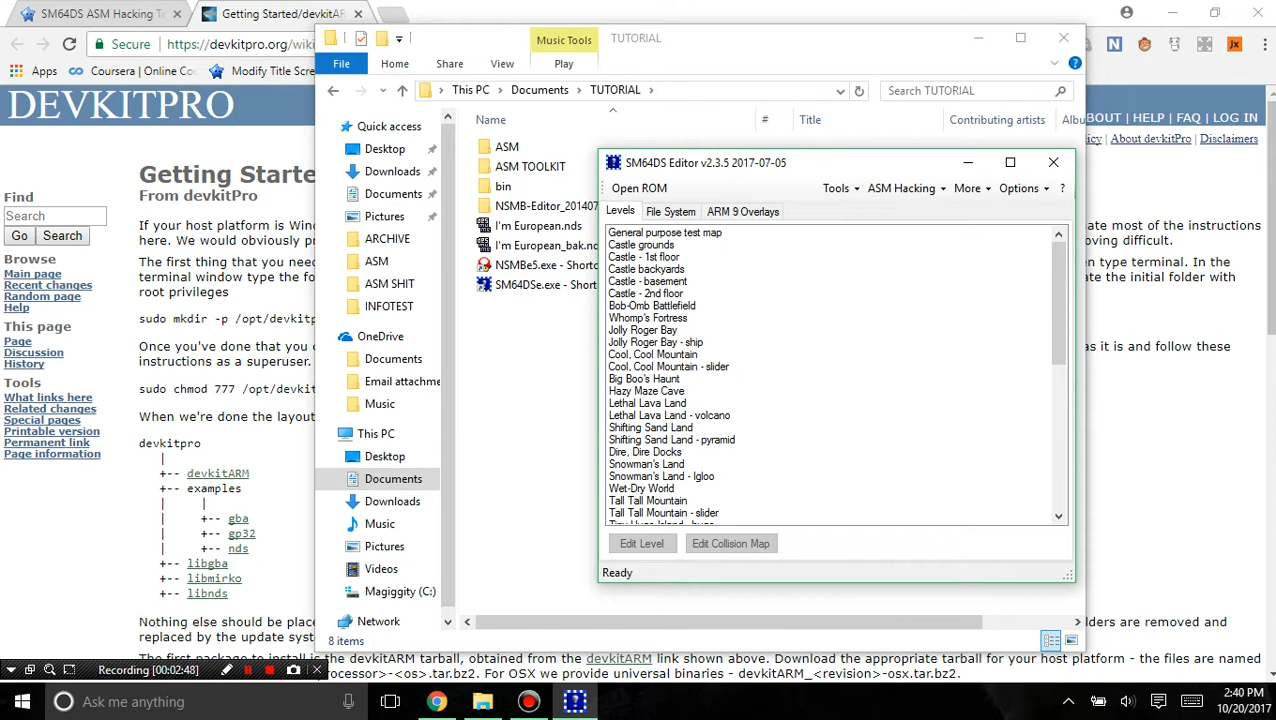 SM64DS ASM Hacking T
Getting Started/devkitAR
Secure
https://devkitpro.org/wiki
Apps
Coursera | Online Co
Modify Title Scre
DEVKITPRO
ABOUT | HELP | FAQ | LOG IN
About devkitPro
Disclaimers
Getting Starte
From devkitPro
Find
Search
Go
Search
Browse
Main page
Recent changes
Random page
Help
This page
Page
Discussion
History
Tools
What links here
Related changes
Special pages
Printable version
Permanent link
Page information
If your host platform is Wind
here. We would obviously pr
The first thing that you need
terminal window type the fo
root privileges
sudo mkdir -p /opt/devkitp
Once you've done that you c
instructions as a superuser.
sudo chmod 777 /opt/devkit
When we're done the layout
devkitpro
|
+-- devkitARM
+-- examples
|
+-- gba
+-- gp32
+-- nds
+-- libgba
+-- libmirko
+-- libnds
ate most of the instructions
roving difficult.
en type terminal. In the
ate the initial folder with
as it is and follow these
Nothing else should be place
replaced by the update syste
lders are removed and
The first package to install is the devkitARM tarball, obtained from the devkitARM link shown above. Download the appropriate tarball for your host platform - the files are named
rocessor>-<os>.tar.bz2. For OSX we provide universal binaries - devkitARM_<revision>-osx.tar.bz2.
Music Tools
TUTORIAL
File
Home
Share
View
Play
This PC
Documents
TUTORIAL
Search TUTORIAL
Name
#
Title
Contributing artists
Albu
Quick access
Desktop
Downloads
Documents
Pictures
ARCHIVE
ASM
ASM SHIT
INFOTEST
OneDrive
Documents
Email attachme
Music
This PC
Desktop
Documents
Downloads
Music
Pictures
Videos
Magiggity (C:)
Network
8 items
ASM
ASM TOOLKIT
bin
NSMB-Editor_201407
I'm European.nds
I'm European_bak.nd
NSMBe5.exe - Shortc
SM64DSe.exe - Short
SM64DS Editor v2.3.5 2017-07-05
Open ROM
Tools
ASM Hacking
More
Options
?
Levels
File System
ARM 9 Overlays
General purpose test map
Castle grounds
Castle - 1st floor
Castle backyards
Castle - basement
Castle - 2nd floor
Bob-Omb Battlefield
Whomp's Fortress
Jolly Roger Bay
Jolly Roger Bay - ship
Cool, Cool Mountain
Cool, Cool Mountain - slider
Big Boo's Haunt
Hazy Maze Cave
Lethal Lava Land
Lethal Lava Land - volcano
Shifting Sand Land
Shifting Sand Land - pyramid
Dire, Dire Docks
Snowman's Land
Snowman's Land - Igloo
Wet-Dry World
Tall Tall Mountain
Tall Tall Mountain - slider
Edit Level
Edit Collision Map
Ready
Recording [00:02:48]
Ask me anything
2:40 PM
10/20/2017